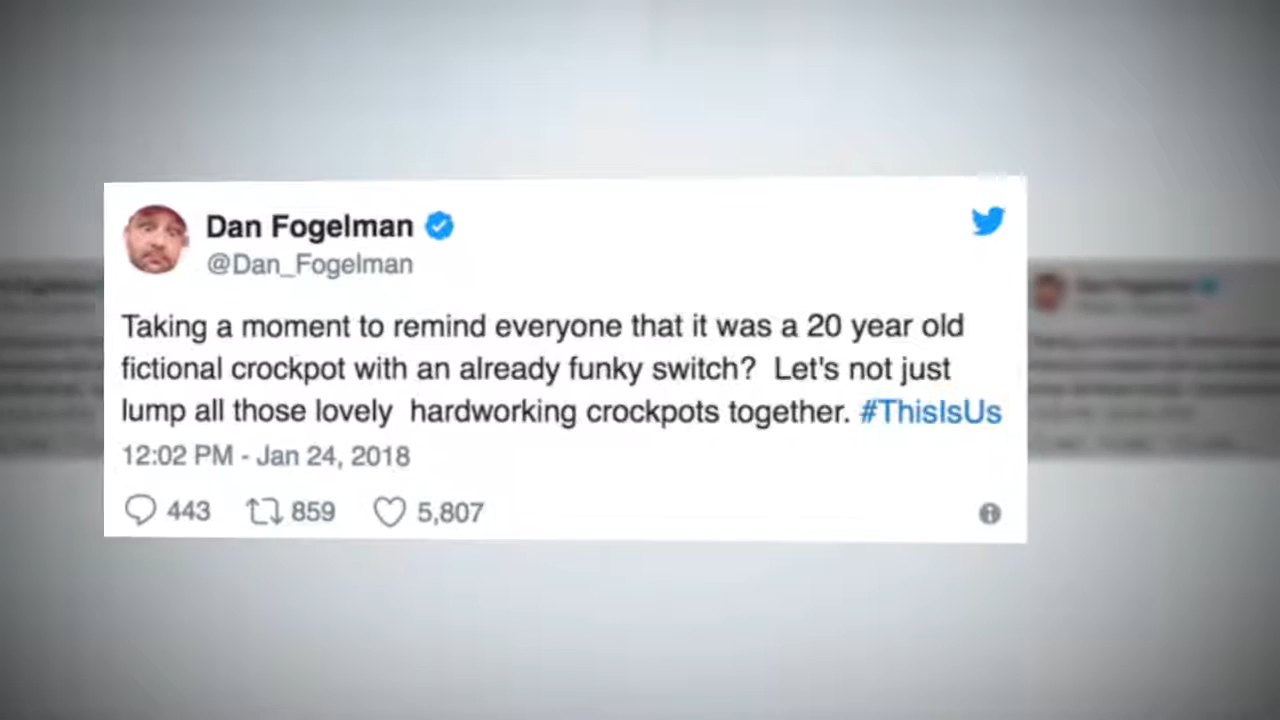 Dan Fogelman
@Dan_Fogelman
Taking a moment to remind everyone that it was a 20 year old
fictional crockpot with an already funky switch?  Let's not just
lump all those lovely  hardworking crockpots together. #ThisIsUs
12:02 PM - Jan 24, 2018
443 859 5,807